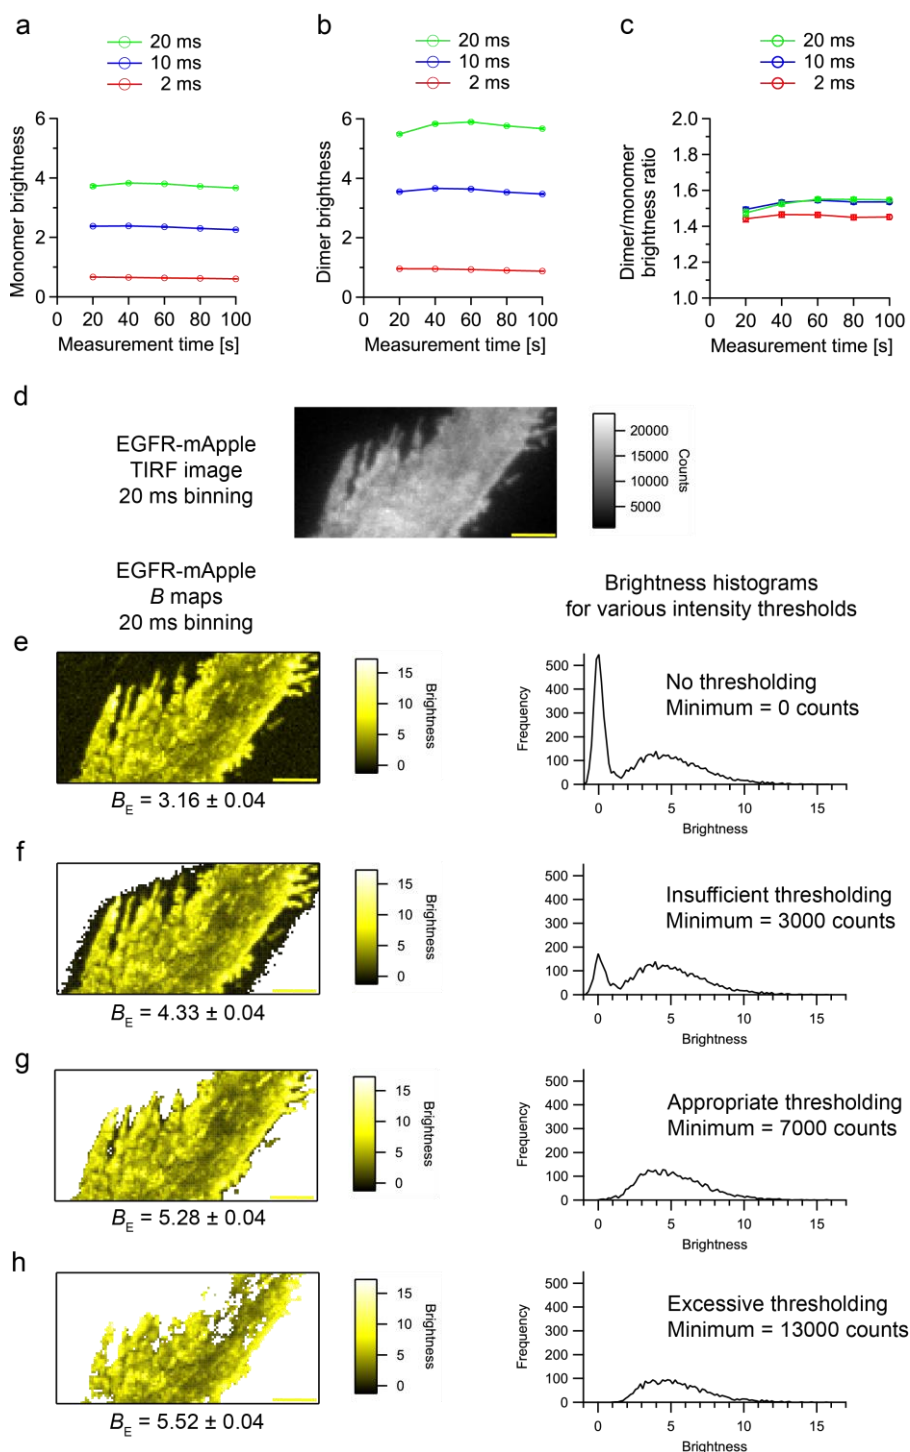 a
20 ms
10 ms
2 ms
Monomer brightness
6
4
2
0
0 20 40 60 80 100
Measurement time [s]
b
20 ms
10 ms
2 ms
Dimer brightness
6
4
2
0
0 20 40 60 80 100
Measurement time [s]
c
20 ms
10 ms
2 ms
Dimer/monomer
brightness ratio
2.0
1.8
1.6
1.4
1.2
1.0
0 20 40 60 80 100
Measurement time [s]
d
EGFR-mApple
TIRF image
20 ms binning
20000
15000
10000
5000
Counts
EGFR-mApple
B maps
20 ms binning
Brightness histograms
for various intensity thresholds
e
15
10
5
0
Brightness
BE = 3.16 ± 0.04
Frequency
500
400
300
200
100
0
0 5 10 15
Brightness
No thresholding
Minimum = 0 counts
f
15
10
5
0
Brightness
BE = 4.33 ± 0.04
Frequency
500
400
300
200
100
0
0 5 10 15
Brightness
Insufficient thresholding
Minimum = 3000 counts
g
15
10
5
0
Brightness
BE = 5.28 ± 0.04
Frequency
500
400
300
200
100
0
0 5 10 15
Brightness
Appropriate thresholding
Minimum = 7000 counts
h
15
10
5
0
Brightness
BE = 5.52 ± 0.04
Frequency
500
400
300
200
100
0
0 5 10 15
Brightness
Excessive thresholding
Minimum = 13000 counts